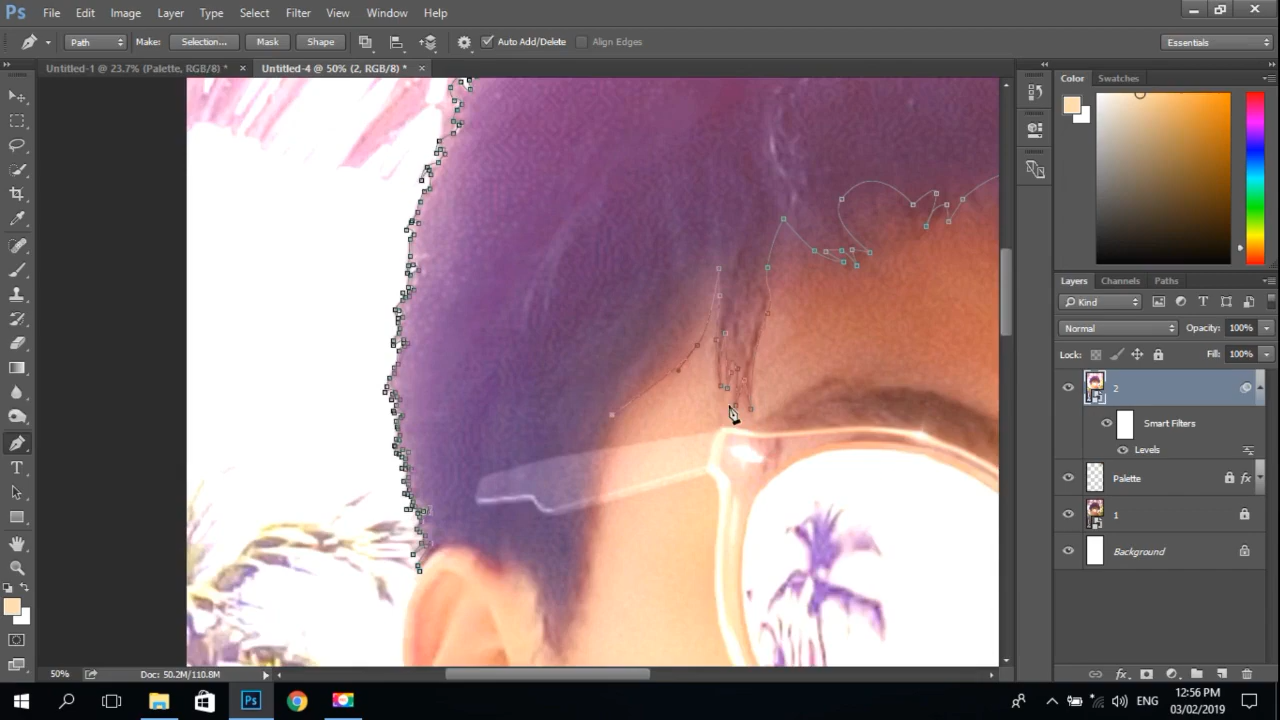 Ps File Edit Image Layer Type Select Filter View Window Help
Path Make: Selection... Mask Shape Auto Add/Delete Align Edges Essentials
Untitled-1 @ 23.7% (Palette, RGB/8) * × Untitled-4 @ 50% (2, RGB/8) * ×
Color Swatches
Layers Channels Paths
Kind
Normal Opacity: 100%
Lock: Fill: 100%
2
Smart Filters
Levels
Palette fx
1
Background
50% Doc: 50.2M/110.8M
fx
Ps ENG 12:56 PM
03/02/2019